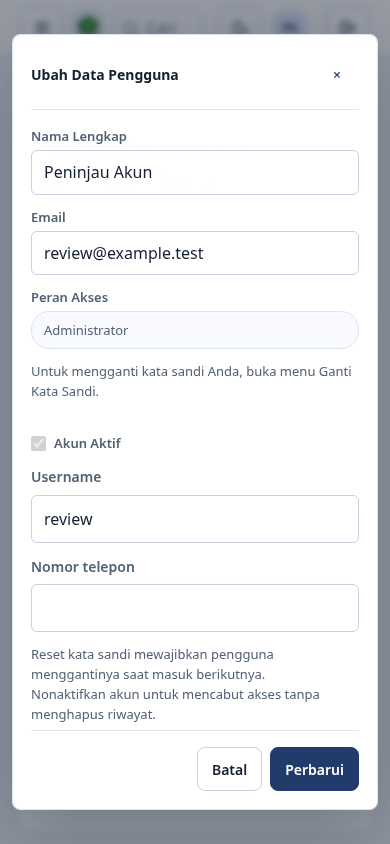 Ubah Data Pengguna
×
Nama Lengkap
Peninjau Akun
Email
review@example.test
Peran Akses
Administrator
Untuk mengganti kata sandi Anda, buka menu Ganti
Kata Sandi.
Akun Aktif
Username
review
Nomor telepon
Reset kata sandi mewajibkan pengguna
menggantinya saat masuk berikutnya.
Nonaktifkan akun untuk mencabut akses tanpa
menghapus riwayat.
Batal
Perbarui